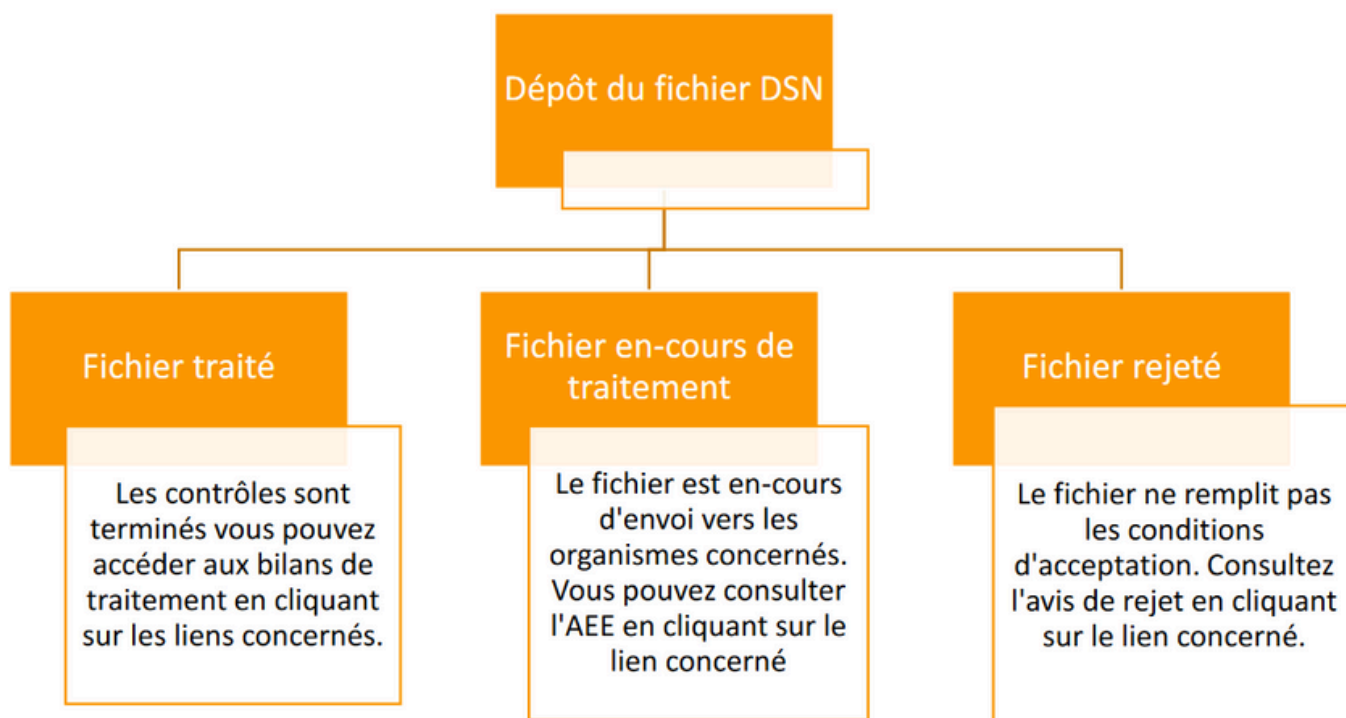 Dépôt du fichier DSN
Fichier traité
Les contrôles sont
terminés vous pouvez
accéder aux bilans de
traitement en cliquant
sur les liens concernés.
Fichier en-cours de
traitement
Le fichier est en-cours
d'envoi vers les
organismes concernés.
Vous pouvez consulter
l'AEE en cliquant sur le
lien concerné
Fichier rejeté
Le fichier ne remplit pas
les conditions
d'acceptation. Consultez
l'avis de rejet en cliquant
sur le lien concerné.